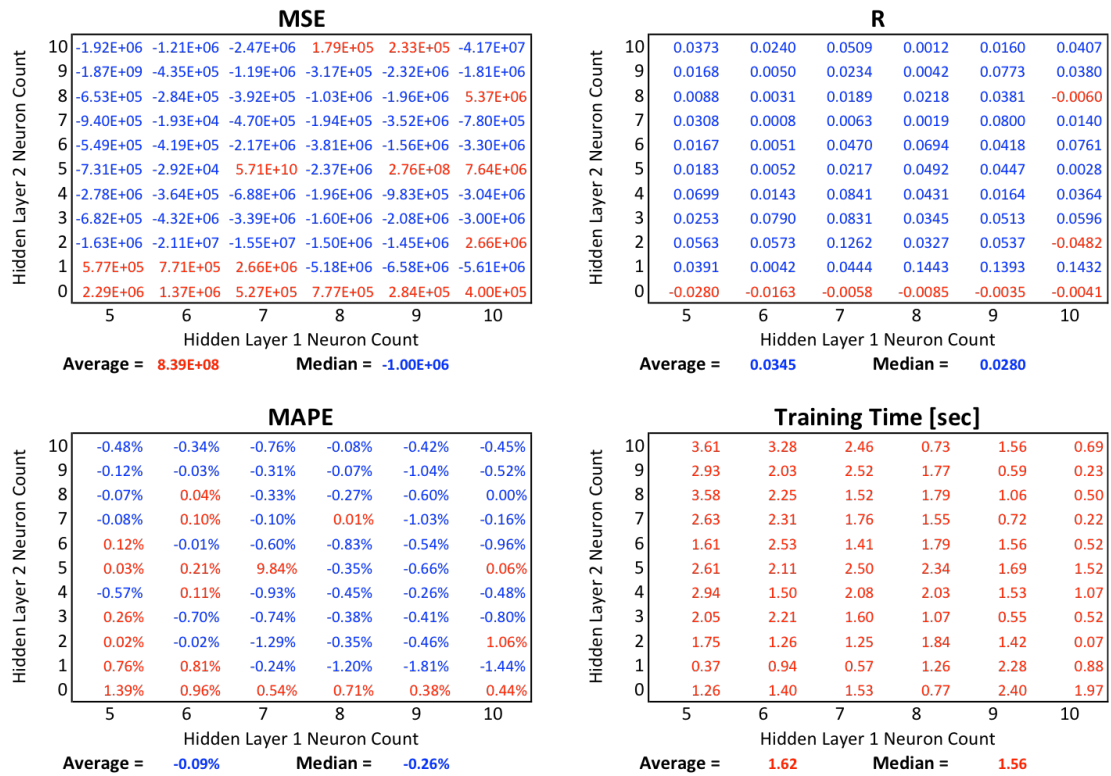 MSE
Hidden Layer 2 Neuron Count
10 -1.92E+06 -1.21E+06 -2.47E+06 1.79E+05 2.33E+05 -4.17E+07
9 -1.87E+09 -4.35E+05 -1.19E+06 -3.17E+05 -2.32E+06 -1.81E+06
8 -6.53E+05 -2.84E+05 -3.92E+05 -1.03E+06 -1.96E+06 5.37E+06
7 -9.40E+05 -1.93E+04 -4.70E+05 -1.94E+05 -3.52E+06 -7.80E+05
6 -5.49E+05 -4.19E+05 -2.17E+06 -3.81E+06 -1.56E+06 -3.30E+06
5 -7.31E+05 -2.92E+04 5.71E+10 -2.37E+06 2.76E+08 7.64E+06
4 -2.78E+06 -3.64E+05 -6.88E+06 -1.96E+06 -9.83E+05 -3.04E+06
3 -6.82E+05 -4.32E+06 -3.39E+06 -1.60E+06 -2.08E+06 -3.00E+06
2 -1.63E+06 -2.11E+07 -1.55E+07 -1.50E+06 -1.45E+06 2.66E+06
1 5.77E+05 7.71E+05 2.66E+06 -5.18E+06 -6.58E+06 -5.61E+06
0 2.29E+06 1.37E+06 5.27E+05 7.77E+05 2.84E+05 4.00E+05
5 6 7 8 9 10
Hidden Layer 1 Neuron Count
Average = 8.39E+08 Median = -1.00E+06
R
Hidden Layer 2 Neuron Count
10 0.0373 0.0240 0.0509 0.0012 0.0160 0.0407
9 0.0168 0.0050 0.0234 0.0042 0.0773 0.0380
8 0.0088 0.0031 0.0189 0.0218 0.0381 -0.0060
7 0.0308 0.0008 0.0063 0.0019 0.0800 0.0140
6 0.0167 0.0051 0.0470 0.0694 0.0418 0.0761
5 0.0183 0.0052 0.0217 0.0492 0.0447 0.0028
4 0.0699 0.0143 0.0841 0.0431 0.0164 0.0364
3 0.0253 0.0790 0.0831 0.0345 0.0513 0.0596
2 0.0563 0.0573 0.1262 0.0327 0.0537 -0.0482
1 0.0391 0.0042 0.0444 0.1443 0.1393 0.1432
0 -0.0280 -0.0163 -0.0058 -0.0085 -0.0035 -0.0041
5 6 7 8 9 10
Hidden Layer 1 Neuron Count
Average = 0.0345 Median = 0.0280
MAPE
Hidden Layer 2 Neuron Count
10 -0.48% -0.34% -0.76% -0.08% -0.42% -0.45%
9 -0.12% -0.03% -0.31% -0.07% -1.04% -0.52%
8 -0.07% 0.04% -0.33% -0.27% -0.60% 0.00%
7 -0.08% 0.10% -0.10% 0.01% -1.03% -0.16%
6 0.12% -0.01% -0.60% -0.83% -0.54% -0.96%
5 0.03% 0.21% 9.84% -0.35% -0.66% 0.06%
4 -0.57% 0.11% -0.93% -0.45% -0.26% -0.48%
3 0.26% -0.70% -0.74% -0.38% -0.41% -0.80%
2 0.02% -0.02% -1.29% -0.35% -0.46% 1.06%
1 0.76% 0.81% -0.24% -1.20% -1.81% -1.44%
0 1.39% 0.96% 0.54% 0.71% 0.38% 0.44%
5 6 7 8 9 10
Hidden Layer 1 Neuron Count
Average = -0.09% Median = -0.26%
Training Time [sec]
Hidden Layer 2 Neuron Count
10 3.61 3.28 2.46 0.73 1.56 0.69
9 2.93 2.03 2.52 1.77 0.59 0.23
8 3.58 2.25 1.52 1.79 1.06 0.50
7 2.63 2.31 1.76 1.55 0.72 0.22
6 1.61 2.53 1.41 1.79 1.56 0.52
5 2.61 2.11 2.50 2.34 1.69 1.52
4 2.94 1.50 2.08 2.03 1.53 1.07
3 2.05 2.21 1.60 1.07 0.55 0.52
2 1.75 1.26 1.25 1.84 1.42 0.07
1 0.37 0.94 0.57 1.26 2.28 0.88
0 1.26 1.40 1.53 0.77 2.40 1.97
5 6 7 8 9 10
Hidden Layer 1 Neuron Count
Average = 1.62 Median = 1.56